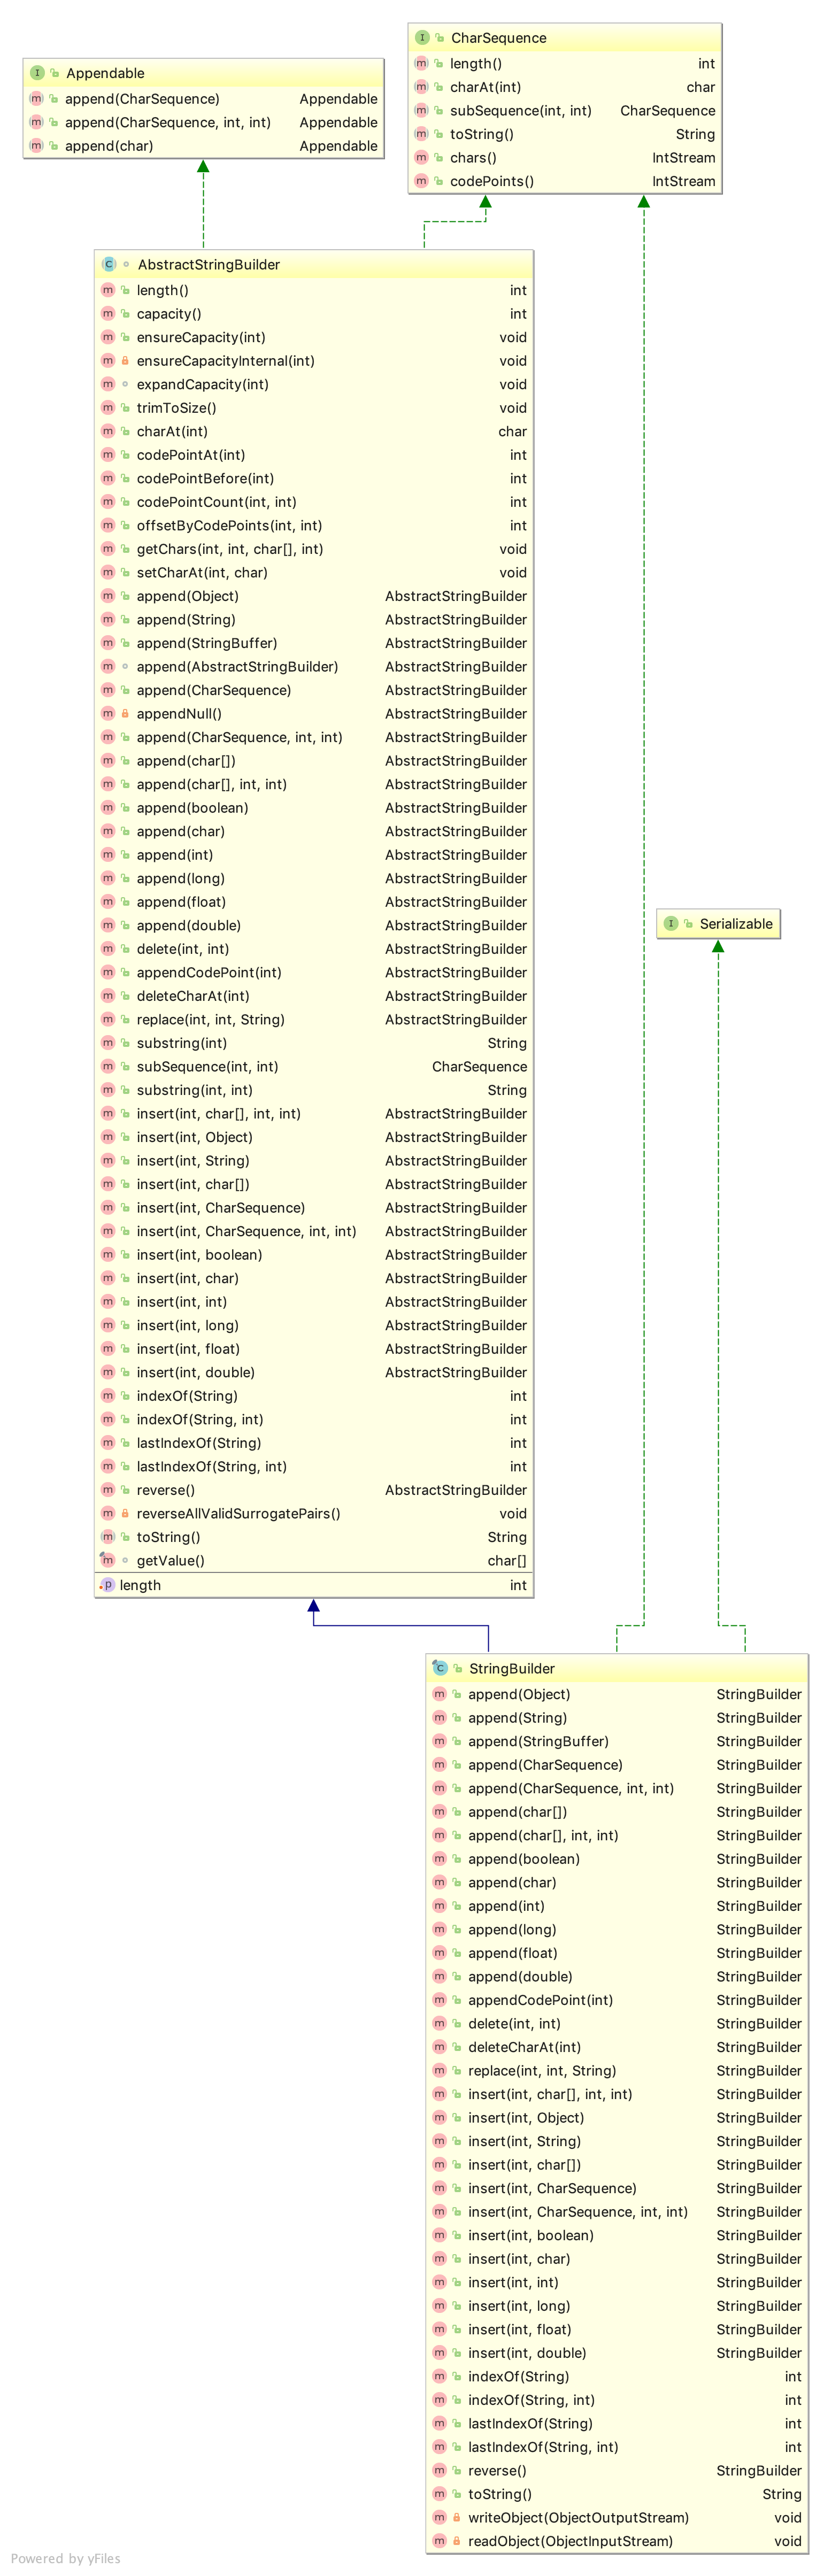 CharSequence
length() int
charAt(int) char
subSequence(int, int) CharSequence
toString() String
chars() IntStream
codePoints() IntStream
Appendable
append(CharSequence) Appendable
append(CharSequence, int, int) Appendable
append(char) Appendable
AbstractStringBuilder
length() int
capacity() int
ensureCapacity(int) void
ensureCapacityInternal(int) void
expandCapacity(int) void
trimToSize() void
charAt(int) char
codePointAt(int) int
codePointBefore(int) int
codePointCount(int, int) int
offsetByCodePoints(int, int) int
getChars(int, int, char[], int) void
setCharAt(int, char) void
append(Object) AbstractStringBuilder
append(String) AbstractStringBuilder
append(StringBuffer) AbstractStringBuilder
append(AbstractStringBuilder) AbstractStringBuilder
append(CharSequence) AbstractStringBuilder
appendNull() AbstractStringBuilder
append(CharSequence, int, int) AbstractStringBuilder
append(char[]) AbstractStringBuilder
append(char[], int, int) AbstractStringBuilder
append(boolean) AbstractStringBuilder
append(char) AbstractStringBuilder
append(int) AbstractStringBuilder
append(long) AbstractStringBuilder
append(float) AbstractStringBuilder
append(double) AbstractStringBuilder
delete(int, int) AbstractStringBuilder
appendCodePoint(int) AbstractStringBuilder
deleteCharAt(int) AbstractStringBuilder
replace(int, int, String) AbstractStringBuilder
substring(int) String
subSequence(int, int) CharSequence
substring(int, int) String
insert(int, char[], int, int) AbstractStringBuilder
insert(int, Object) AbstractStringBuilder
insert(int, String) AbstractStringBuilder
insert(int, char[]) AbstractStringBuilder
insert(int, CharSequence) AbstractStringBuilder
insert(int, CharSequence, int, int) AbstractStringBuilder
insert(int, boolean) AbstractStringBuilder
insert(int, char) AbstractStringBuilder
insert(int, int) AbstractStringBuilder
insert(int, long) AbstractStringBuilder
insert(int, float) AbstractStringBuilder
insert(int, double) AbstractStringBuilder
indexOf(String) int
indexOf(String, int) int
lastIndexOf(String) int
lastIndexOf(String, int) int
reverse() AbstractStringBuilder
reverseAllValidSurrogatePairs() void
toString() String
getValue() char[]
length int
Serializable
StringBuilder
append(Object) StringBuilder
append(String) StringBuilder
append(StringBuffer) StringBuilder
append(CharSequence) StringBuilder
append(CharSequence, int, int) StringBuilder
append(char[]) StringBuilder
append(char[], int, int) StringBuilder
append(boolean) StringBuilder
append(char) StringBuilder
append(int) StringBuilder
append(long) StringBuilder
append(float) StringBuilder
append(double) StringBuilder
appendCodePoint(int) StringBuilder
delete(int, int) StringBuilder
deleteCharAt(int) StringBuilder
replace(int, int, String) StringBuilder
insert(int, char[], int, int) StringBuilder
insert(int, Object) StringBuilder
insert(int, String) StringBuilder
insert(int, char[]) StringBuilder
insert(int, CharSequence) StringBuilder
insert(int, CharSequence, int, int) StringBuilder
insert(int, boolean) StringBuilder
insert(int, char) StringBuilder
insert(int, int) StringBuilder
insert(int, long) StringBuilder
insert(int, float) StringBuilder
insert(int, double) StringBuilder
indexOf(String) int
indexOf(String, int) int
lastIndexOf(String) int
lastIndexOf(String, int) int
reverse() StringBuilder
toString() String
writeObject(ObjectOutputStream) void
readObject(ObjectInputStream) void
Powered by yFiles